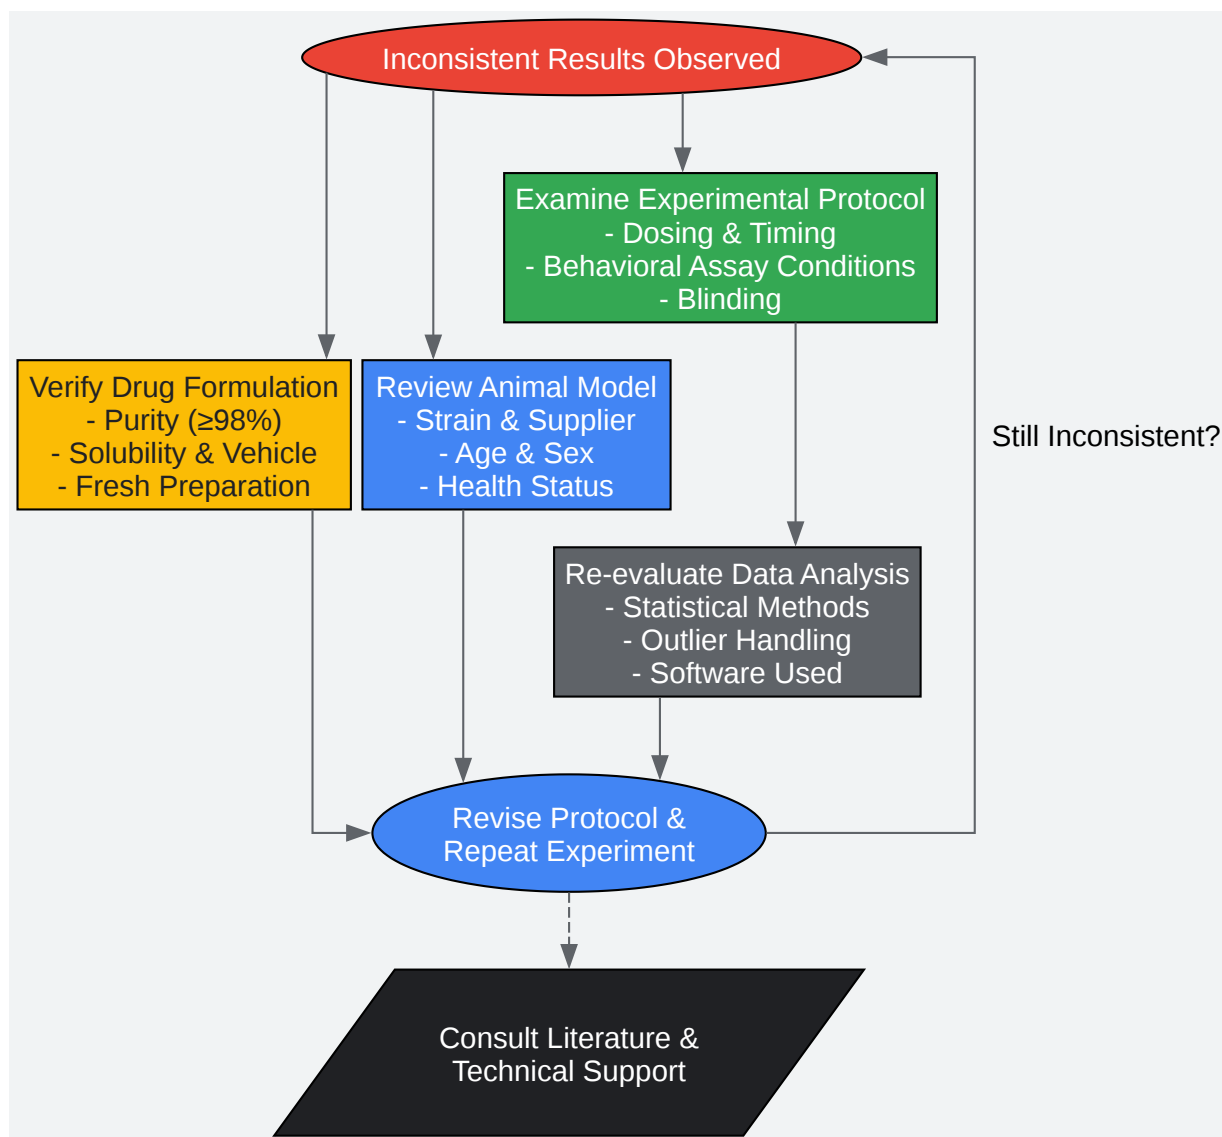 Inconsistent Results Observed
Examine Experimental Protocol
- Dosing & Timing
- Behavioral Assay Conditions
- Blinding
Verify Drug Formulation
- Purity (≥98%)
- Solubility & Vehicle
- Fresh Preparation
Review Animal Model
- Strain & Supplier
- Age & Sex
- Health Status
Still Inconsistent?
Re-evaluate Data Analysis
- Statistical Methods
- Outlier Handling
- Software Used
Revise Protocol &
Repeat Experiment
Consult Literature &
Technical Support